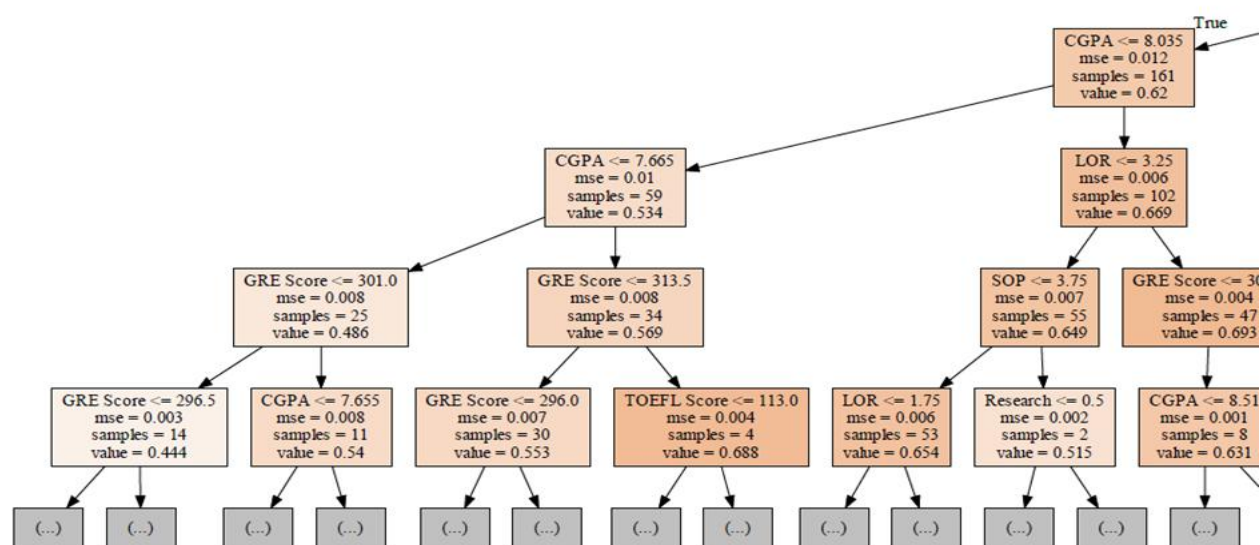 True
CGPA <= 8.035
mse = 0.012
samples = 161
value = 0.62
CGPA <= 7.665
mse = 0.01
samples = 59
value = 0.534
LOR <= 3.25
mse = 0.006
samples = 102
value = 0.669
GRE Score <= 301.0
mse = 0.008
samples = 25
value = 0.486
GRE Score <= 313.5
mse = 0.008
samples = 34
value = 0.569
SOP <= 3.75
mse = 0.007
samples = 55
value = 0.649
GRE Score <= 30
mse = 0.004
samples = 47
value = 0.693
GRE Score <= 296.5
mse = 0.003
samples = 14
value = 0.444
CGPA <= 7.655
mse = 0.008
samples = 11
value = 0.54
GRE Score <= 296.0
mse = 0.007
samples = 30
value = 0.553
TOEFL Score <= 113.0
mse = 0.004
samples = 4
value = 0.688
LOR <= 1.75
mse = 0.006
samples = 53
value = 0.654
Research <= 0.5
mse = 0.002
samples = 2
value = 0.515
CGPA <= 8.51
mse = 0.001
samples = 8
value = 0.631
(...)
(...)
(...)
(...)
(...)
(...)
(...)
(...)
(...)
(...)
(...)
(...)
(...)